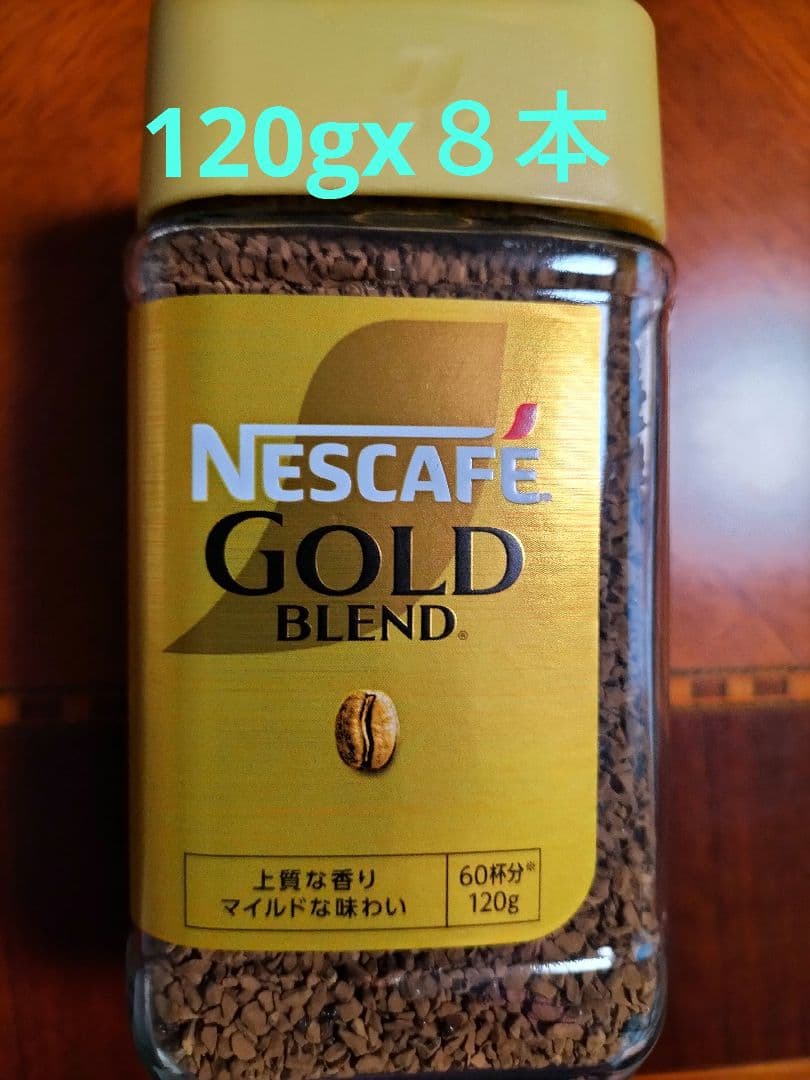 120gx８本
NESCAFÉ
GOLD
BLEND®
上質な香り
マイルドな味わい
60杯分※
120g